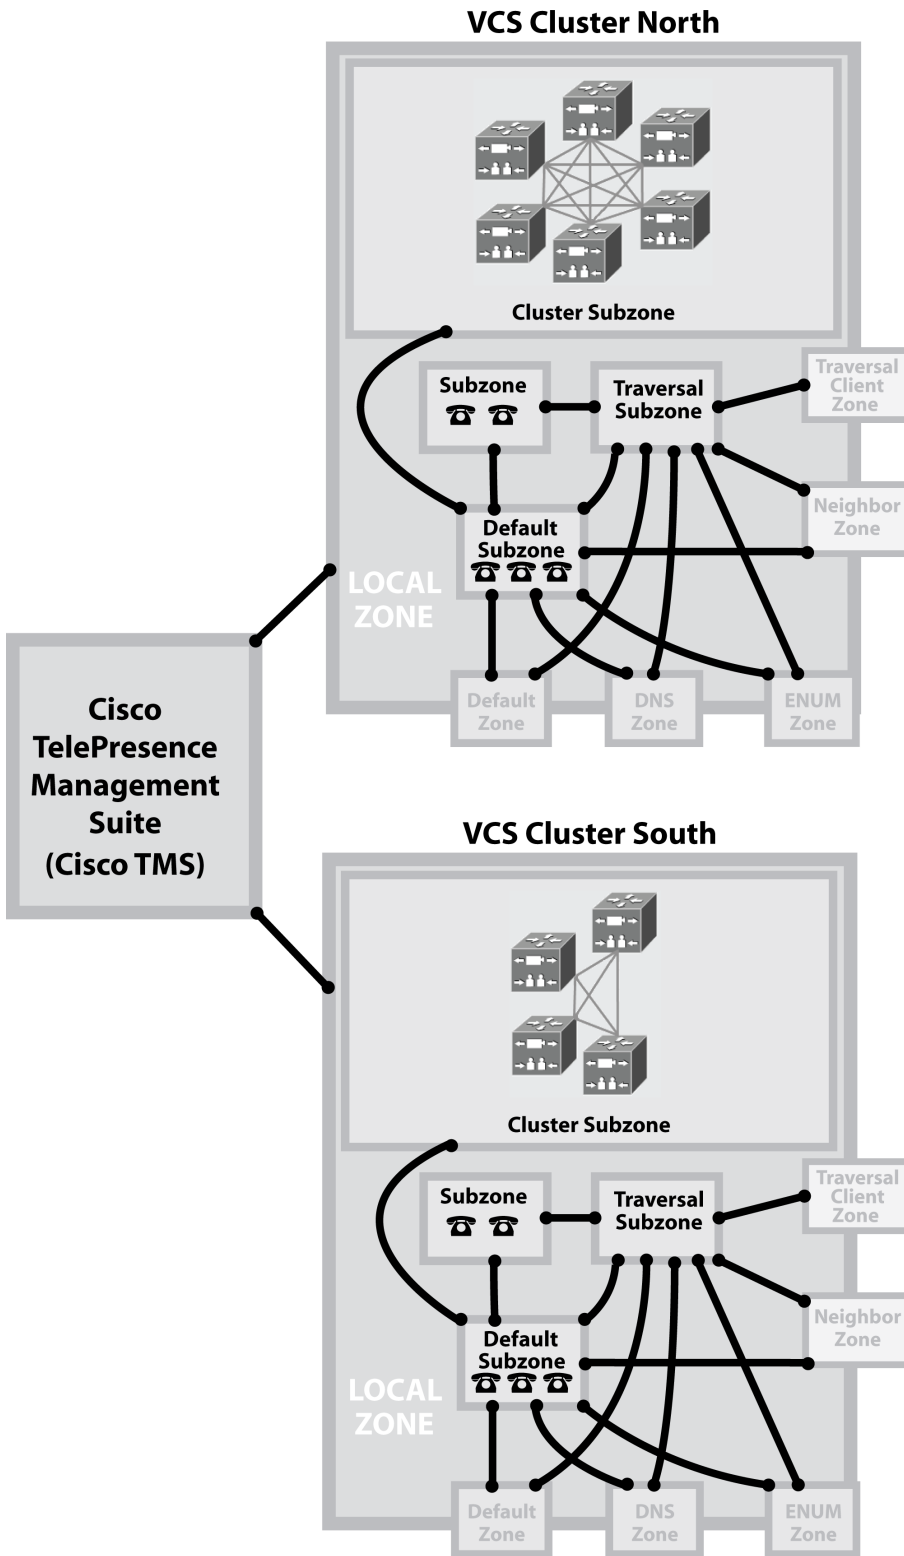 VCS Cluster North
Cluster Subzone
Subzone
Traversal
Subzone
Traversal
Client
Zone
Neighbor
Zone
Default
Subzone
LOCAL
ZONE
Default
Zone
DNS
Zone
ENUM
Zone
Cisco
TelePresence
Management
Suite
(Cisco TMS)
VCS Cluster South
Cluster Subzone
Subzone
Traversal
Subzone
Traversal
Client
Zone
Neighbor
Zone
Default
Subzone
LOCAL
ZONE
Default
Zone
DNS
Zone
ENUM
Zone